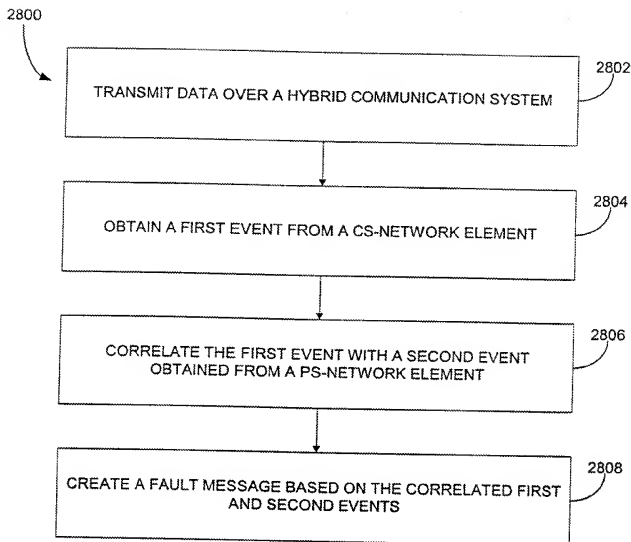 2800
2802
TRANSMIT DATA OVER A HYBRID COMMUNICATION SYSTEM
2804
OBTAIN A FIRST EVENT FROM A CS-NETWORK ELEMENT
2806
CORRELATE THE FIRST EVENT WITH A SECOND EVENT
OBTAINED FROM A PS-NETWORK ELEMENT
2808
CREATE A FAULT MESSAGE BASED ON THE CORRELATED FIRST
AND SECOND EVENTS